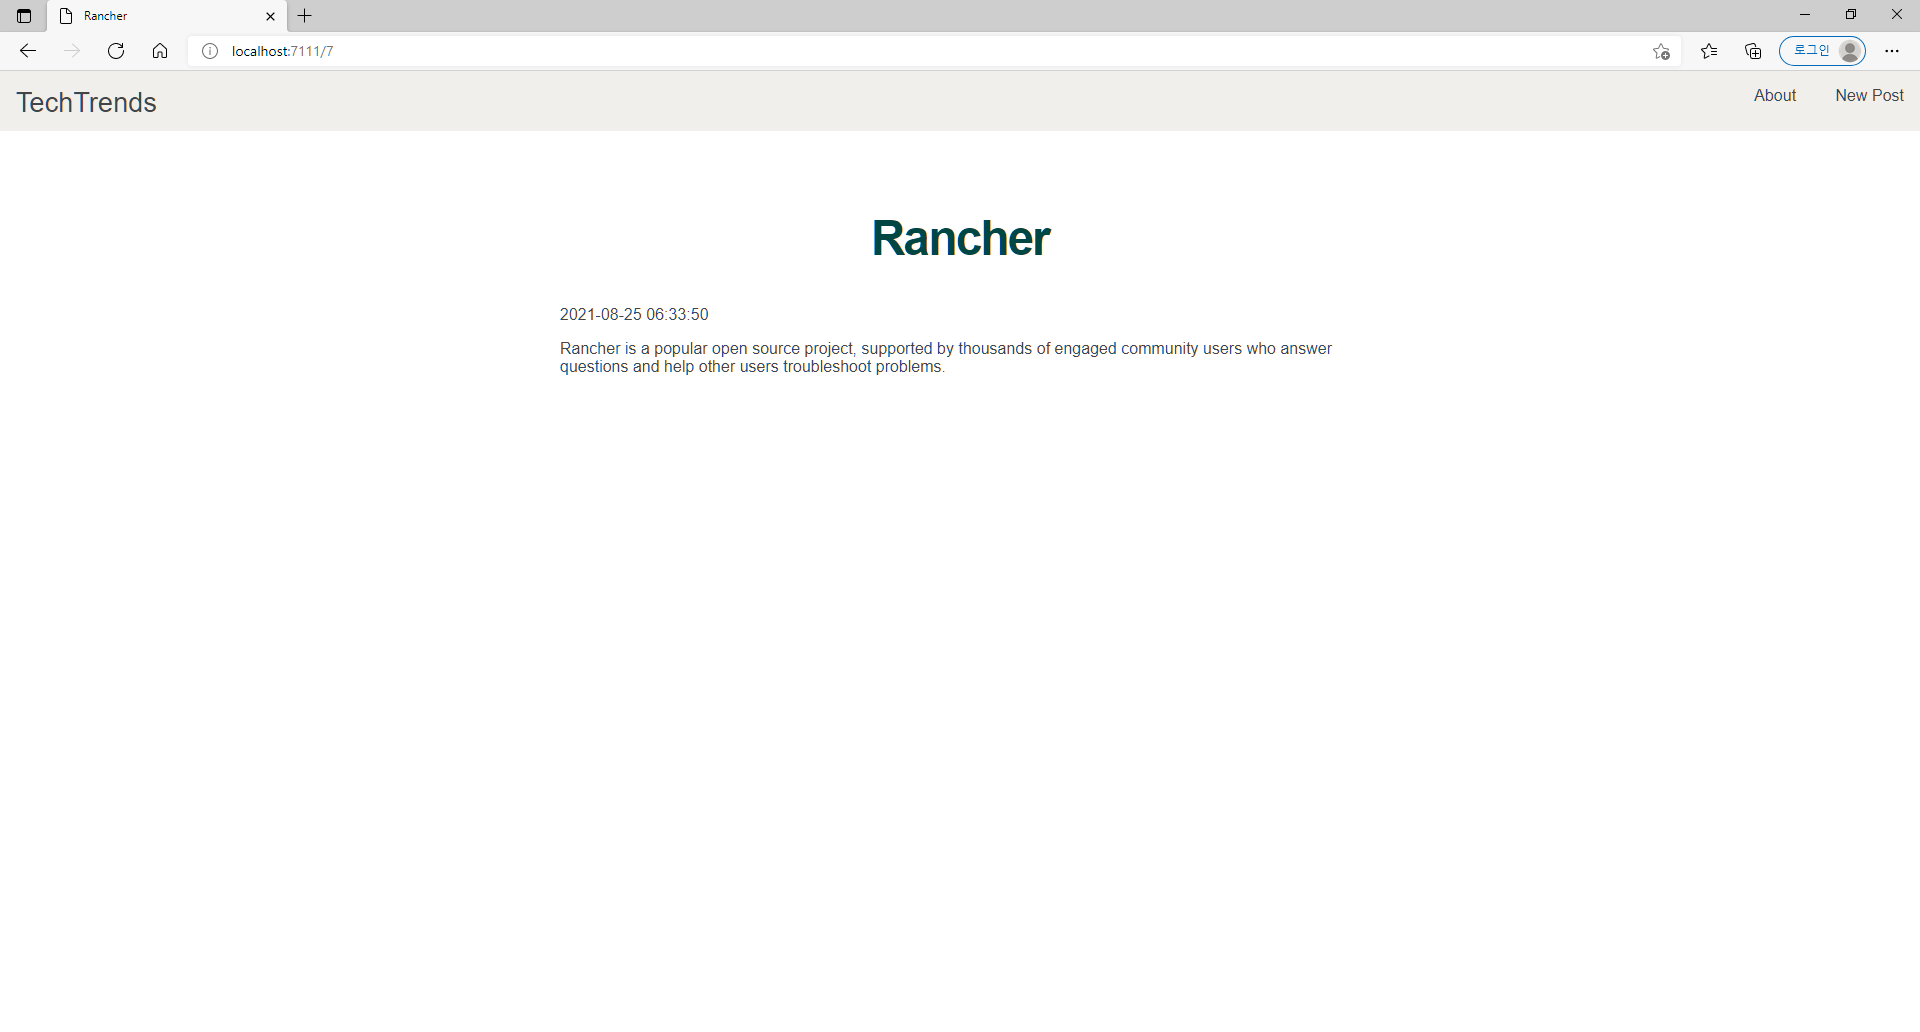 Rancher
localhost:7111/7
로그인
TechTrends
About
New Post
Rancher
2021-08-25 06:33:50
Rancher is a popular open source project, supported by thousands of engaged community users who answer
questions and help other users troubleshoot problems.